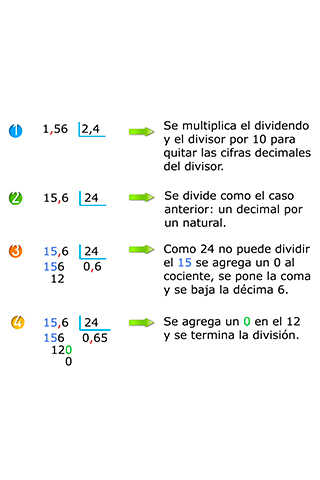 1 1,56 2,4 Se multiplica el dividendo
y el divisor por 10 para
quitar las cifras decimales
del divisor.
2 15,6 24 Se divide como el caso
anterior: un decimal por
un natural.
3 15,6 24 Como 24 no puede dividir
156 0,6 el 15 se agrega un 0 al
12 cociente, se pone la coma
y se baja la décima 6.
4 15,6 24 Se agrega un 0 en el 12
156 0,65 y se termina la división.
120
0